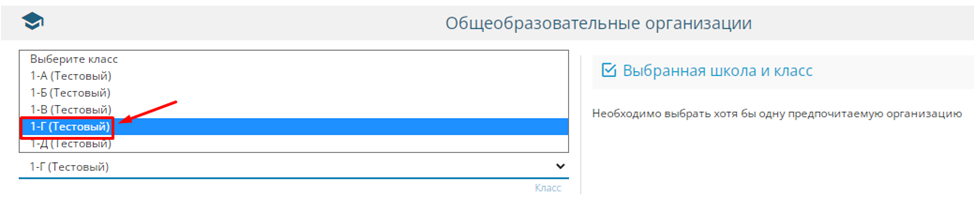 Общеобразовательные организации
Выберите класс
1-А (Тестовый)
1-Б (Тестовый)
1-В (Тестовый)
1-Г (Тестовый)
1-Д (Тестовый)
1-Г (Тестовый)
Класс
Выбранная школа и класс
Необходимо выбрать хотя бы одну предпочитаемую организацию